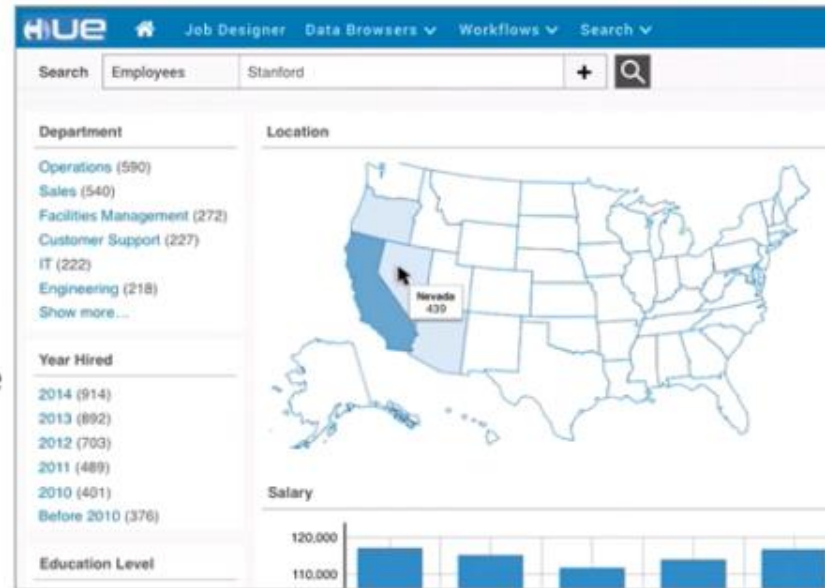 HUE Job Designer Data Browsers Workflows Search
Search Employees Stanford +
Department
Operations (590)
Sales (540)
Facilities Management (272)
Customer Support (227)
IT (222)
Engineering (218)
Show more...
Year Hired
2014 (914)
2013 (892)
2012 (703)
2011 (489)
2010 (401)
Before 2010 (376)
Education Level
Location
Nevada
439
Salary
120,000
110,000